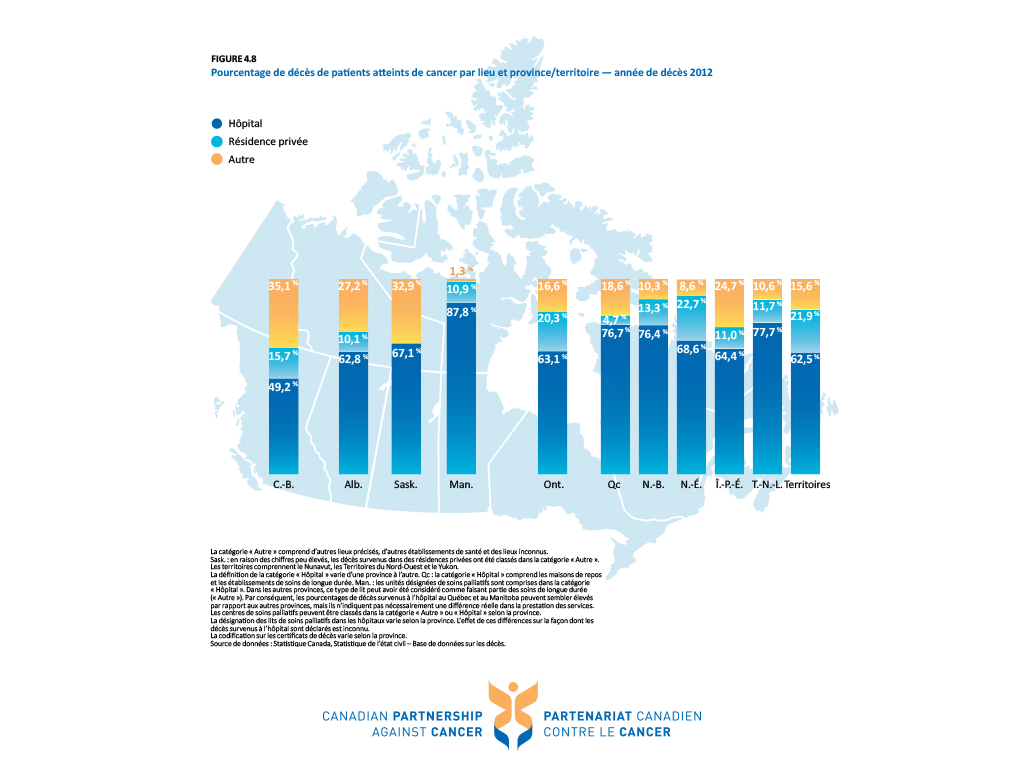 FIGURE 4.8
Pourcentage de décès de patients atteints de cancer par lieu et province/territoire — année de décès 2012
Hôpital
Résidence privée
Autre
35,1 % 27,2 % 32,9 % 1,3 % 16,6 % 18,6 % 10,3 % 8,6 % 24,7 % 10,6 % 15,6 %
15,7 % 10,1 % 10,9 % 20,3 % 4,7 % 13,3 % 22,7 % 11,0 % 11,7 % 21,9 %
49,2 % 62,8 % 67,1 % 87,8 % 63,1 % 76,7 % 76,4 % 68,6 % 64,4 % 77,7 % 62,5 %
C.-B. Alb. Sask. Man. Ont. Qc N.-B. N.-É. Î.-P.-É. T.-N.-L. Territoires
La catégorie « Autre » comprend d'autres lieux précisés, d'autres établissements de santé et des lieux inconnus.
Sask. : en raison des chiffres peu élevés, les décès survenus dans des résidences privées ont été classés dans la catégorie « Autre ».
Les territoires comprennent le Nunavut, les Territoires du Nord-Ouest et le Yukon.
La définition de la catégorie « Hôpital » varie d'une province à l'autre. Qc : la catégorie « Hôpital » comprend les maisons de repos
et les établissements de soins de longue durée. Man. : les unités désignées de soins palliatifs sont comprises dans la catégorie
« Hôpital ». Dans les autres provinces, ce type de lit peut avoir été considéré comme faisant partie des soins de longue durée
(« Autre »). Par conséquent, les pourcentages de décès survenus à l'hôpital au Québec et au Manitoba peuvent sembler élevés
par rapport aux autres provinces, mais ils n'indiquent pas nécessairement une différence réelle dans la prestation des services.
Les centres de soins palliatifs peuvent être classés dans la catégorie « Autre » ou « Hôpital » selon la province.
La désignation des lits de soins palliatifs dans les hôpitaux varie selon la province. L'effet de ces différences sur la façon dont les
décès survenus à l'hôpital sont déclarés est inconnu.
La codification sur les certificats de décès varie selon la province.
Source de données : Statistique Canada, Statistique de l'état civil – Base de données sur les décès.
CANADIAN PARTNERSHIP
AGAINST CANCER
PARTENARIAT CANADIEN
CONTRE LE CANCER